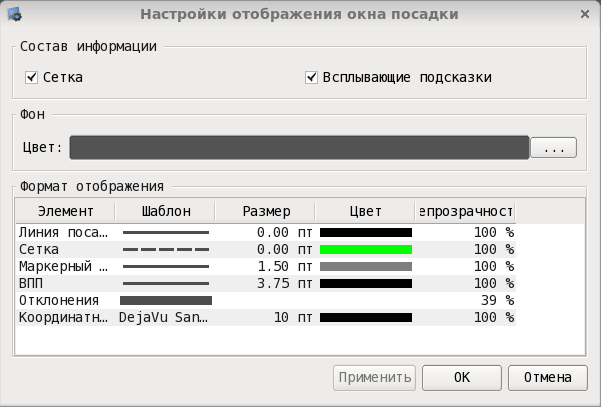 Настройки отображения окна посадки
Состав информации
Сетка Всплывающие подсказки
Фон
Цвет: ...
Формат отображения
Элемент Шаблон Размер Цвет епрозрачност
Линия поса… 0.00 пт 100 %
Сетка 0.00 пт 100 %
Маркерный … 1.50 пт 100 %
ВПП 3.75 пт 100 %
Отклонения 39 %
Координатн… DejaVu San… 10 пт 100 %
Применить OK Отмена